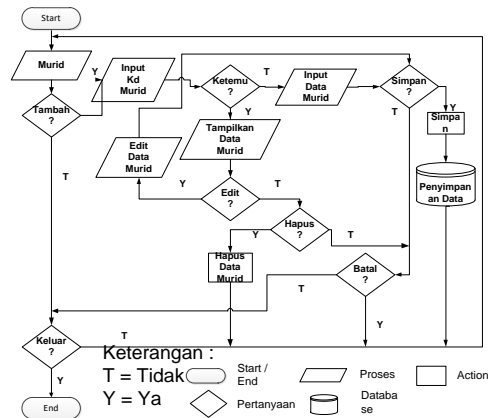 Start
Murid
Y
Input
Kd
Murid
Ketemu
?
T
Input
Data
Murid
Simpan
?
Tambah
?
Y
Tampilkan
Data
Murid
Y
Simpa
n
Edit
Data
Murid
T
T
Penyimpan
an Data
Y
Edit
?
T
Hapus
?
Y
T
Hapus
Data
Murid
Batal
?
T
Y
Keluar
?
T
Y
End
Keterangan :
T = Tidak
Y = Ya
Start /
End
Proses
Action
Pertanyaan
Databa
se